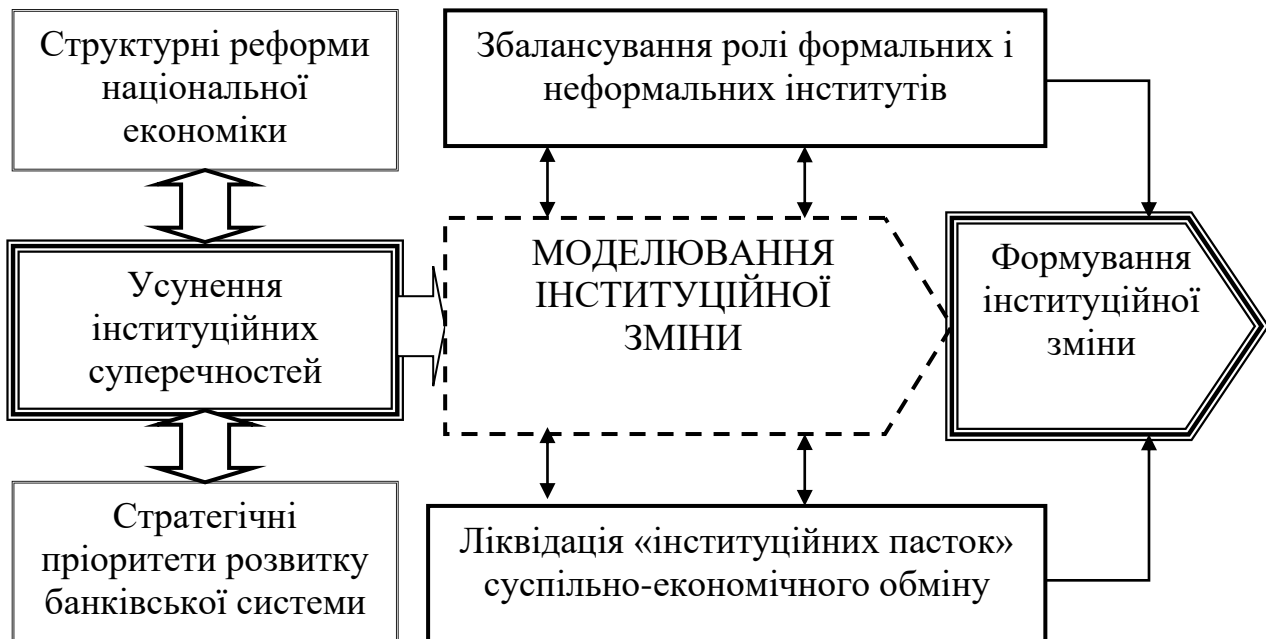 Структурні реформи
національної
економіки
Збалансування ролі формальних і
неформальних інститутів
Усунення
інституційних
суперечностей
МОДЕЛЮВАННЯ
ІНСТИТУЦІЙНОЇ
ЗМІНИ
Формування
інституційної
зміни
Стратегічні
пріоритети розвитку
банківської системи
Ліквідація «інституційних пасток»
суспільно-економічного обміну